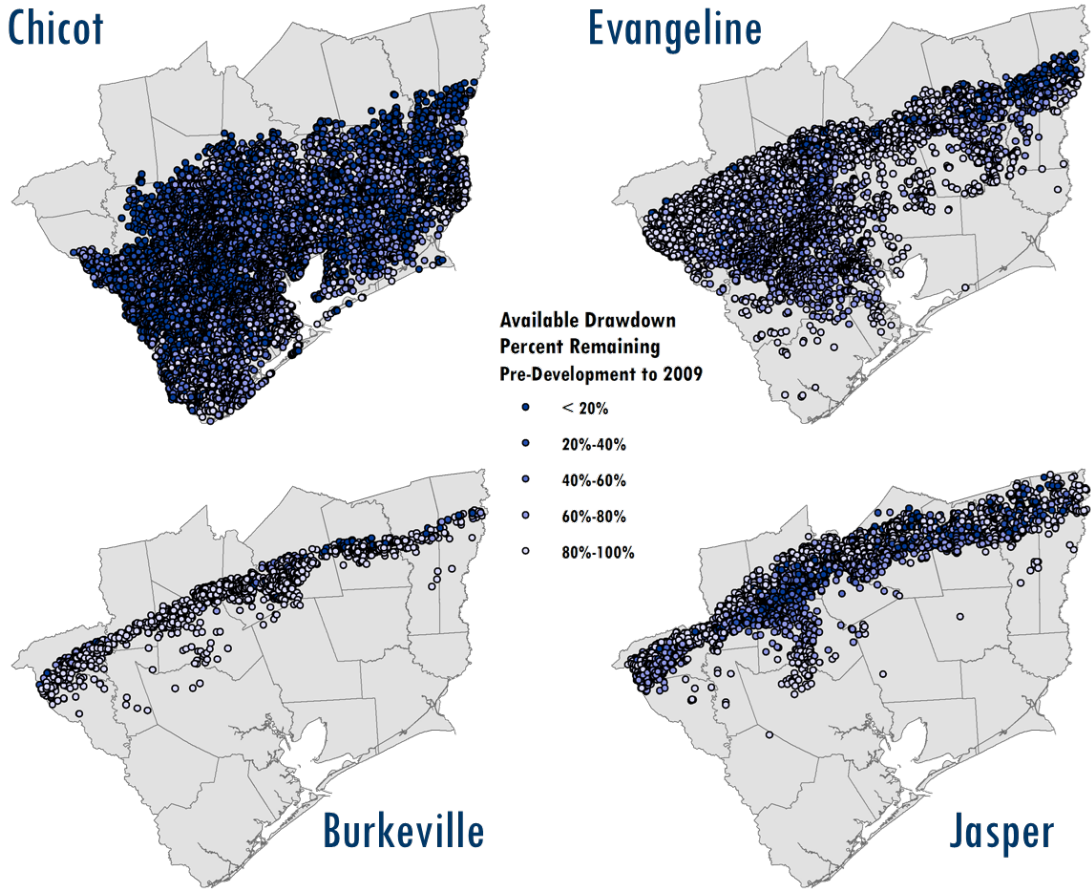 Chicot
Evangeline
Available Drawdown
Percent Remaining
Pre-Development to 2009
< 20%
20%-40%
40%-60%
60%-80%
80%-100%
Burkeville
Jasper